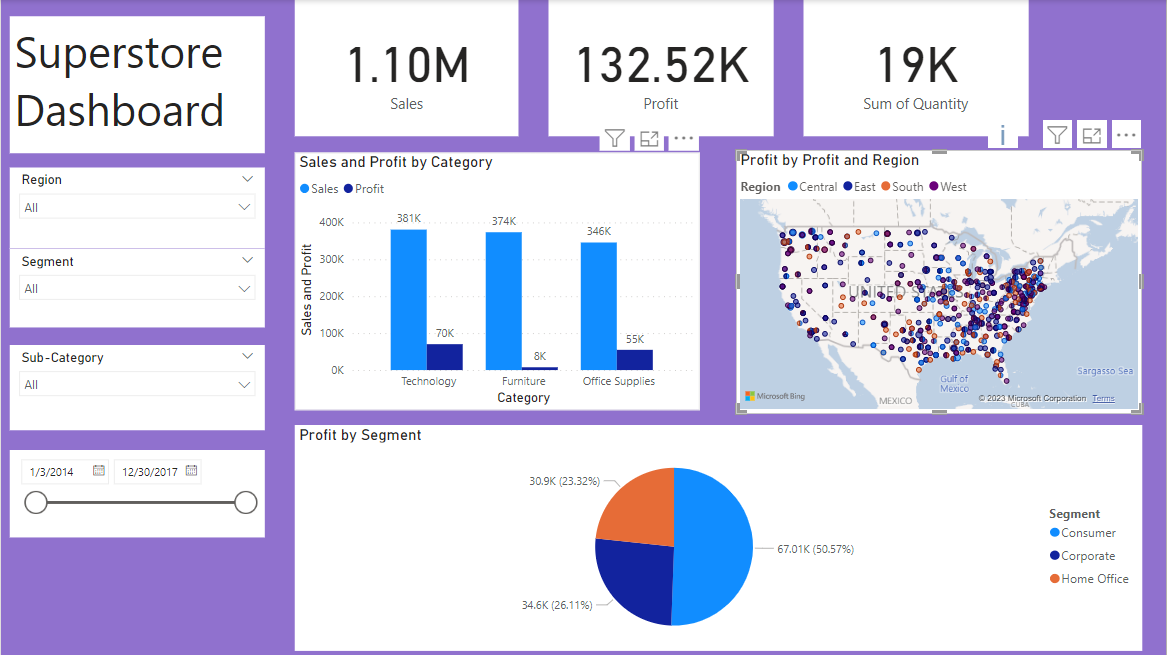 Superstore
Dashboard
1.10M
Sales
132.52K
Profit
19K
Sum of Quantity
Region
All
Segment
All
Sub-Category
All
1/3/2014
12/30/2017
Sales and Profit by Category
Sales Profit
Sales and Profit
400K
300K
200K
100K
0K
381K
70K
374K
8K
346K
55K
Technology
Furniture
Office Supplies
Category
Profit by Profit and Region
Region Central East South West
UNITED STATES
Gulf of
Mexico
Sargasso Sea
MEXICO
CUBA
Microsoft Bing
© 2023 Microsoft Corporation Terms
Profit by Segment
30.9K (23.32%)
67.01K (50.57%)
34.6K (26.11%)
Segment
Consumer
Corporate
Home Office